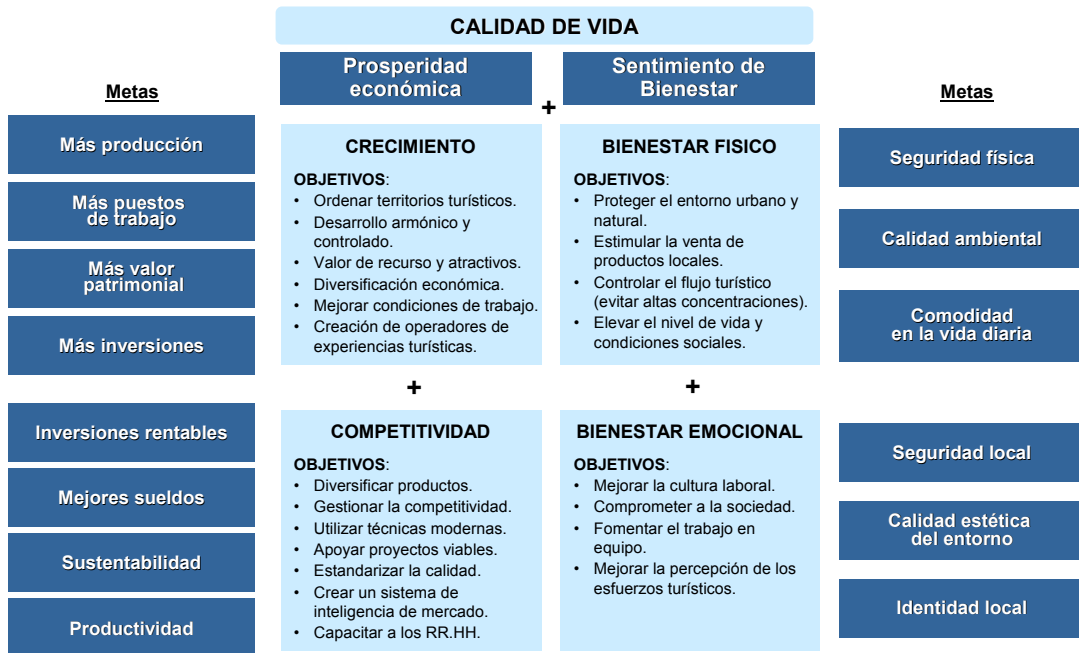 CALIDAD DE VIDA
Prosperidad
económica
Sentimiento de
Bienestar
+
Metas
Más producción
Más puestos
de trabajo
Más valor
patrimonial
Más inversiones
Inversiones rentables
Mejores sueldos
Sustentabilidad
Productividad
CRECIMIENTO
OBJETIVOS:
• Ordenar territorios turísticos.
• Desarrollo armónico y
controlado.
• Valor de recurso y atractivos.
• Diversificación económica.
• Mejorar condiciones de trabajo.
• Creación de operadores de
experiencias turísticas.
+
COMPETITIVIDAD
OBJETIVOS:
• Diversificar productos.
• Gestionar la competitividad.
• Utilizar técnicas modernas.
• Apoyar proyectos viables.
• Estandarizar la calidad.
• Crear un sistema de
inteligencia de mercado.
• Capacitar a los RR.HH.
BIENESTAR FISICO
OBJETIVOS:
• Proteger el entorno urbano y
natural.
• Estimular la venta de
productos locales.
• Controlar el flujo turístico
(evitar altas concentraciones).
• Elevar el nivel de vida y
condiciones sociales.
+
BIENESTAR EMOCIONAL
OBJETIVOS:
• Mejorar la cultura laboral.
• Comprometer a la sociedad.
• Fomentar el trabajo en
equipo.
• Mejorar la percepción de los
esfuerzos turísticos.
Metas
Seguridad física
Calidad ambiental
Comodidad
en la vida diaria
Seguridad local
Calidad estética
del entorno
Identidad local